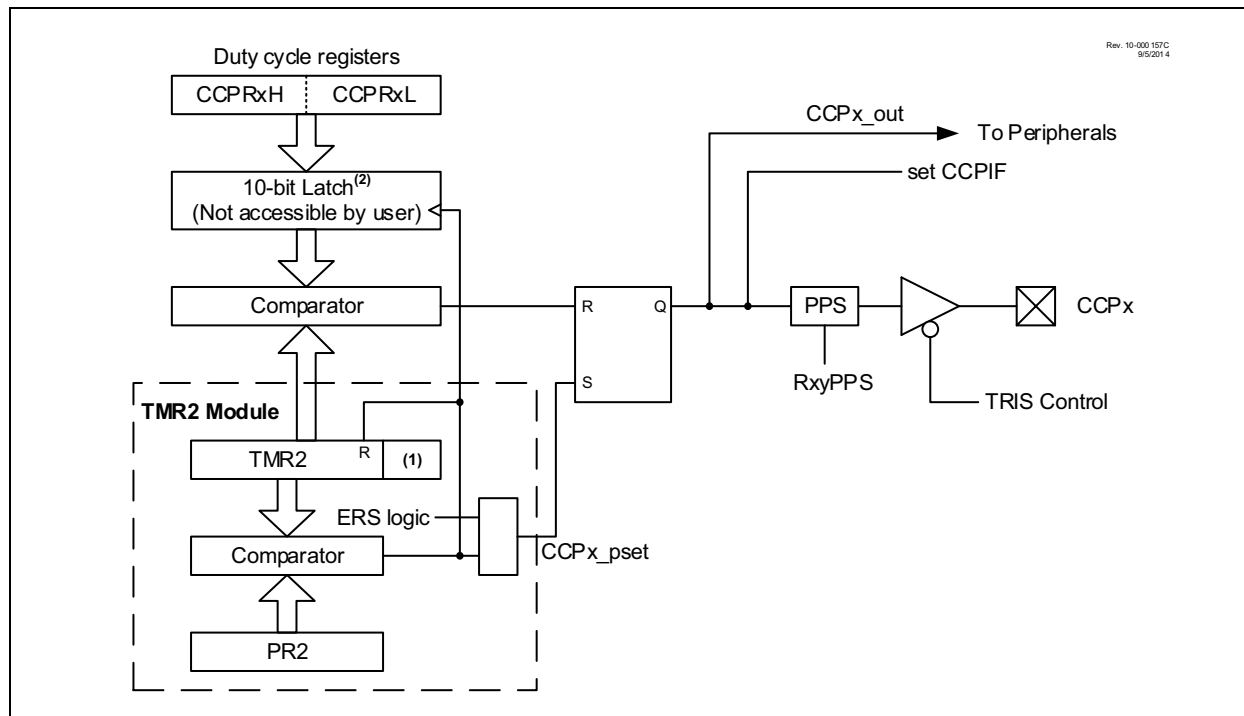 Rev. 10-000 157C
9/5/201 4
Duty cycle registers
CCPRxH CCPRxL
CCPx_out
To Peripherals
set CCPIF
10-bit Latch(2)
(Not accessible by user)
Comparator
R Q
S
PPS
CCPx
RxyPPS
TRIS Control
TMR2 Module
TMR2 R (1)
ERS logic
Comparator
CCPx_pset
PR2